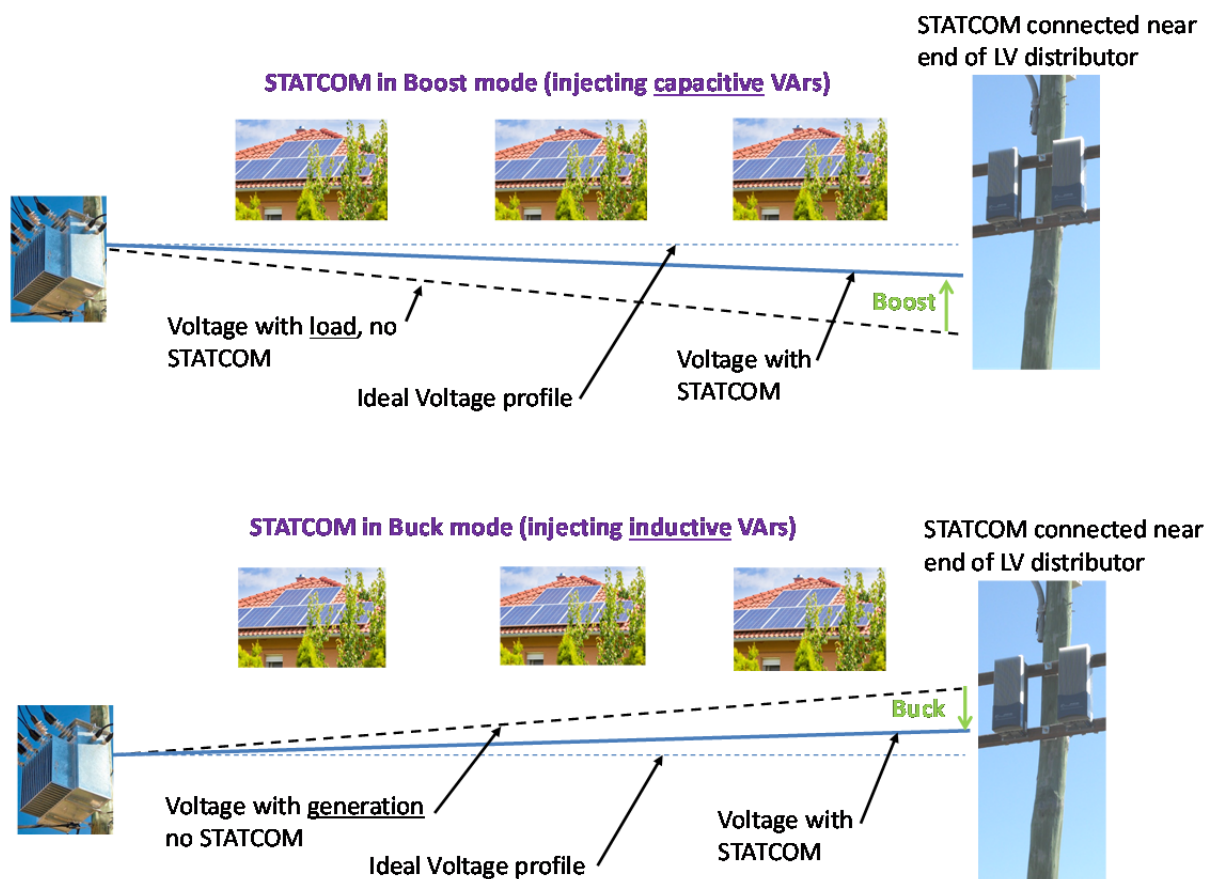 STATCOM connected near
end of LV distributor
STATCOM in Boost mode (injecting capacitive VArs)
Boost
Voltage with load, no
STATCOM
Ideal Voltage profile
Voltage with
STATCOM
STATCOM in Buck mode (injecting inductive VArs)
STATCOM connected near
end of LV distributor
Buck
Voltage with generation
no STATCOM
Ideal Voltage profile
Voltage with
STATCOM